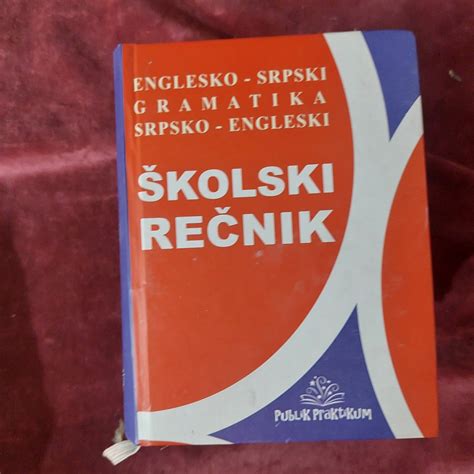 ENGLESKO - SRPSKI
GRAMATIKA
SRPSKO - ENGLESKI
ŠKOLSKI
REČNIK
PUBLIK PRAKTIKUM